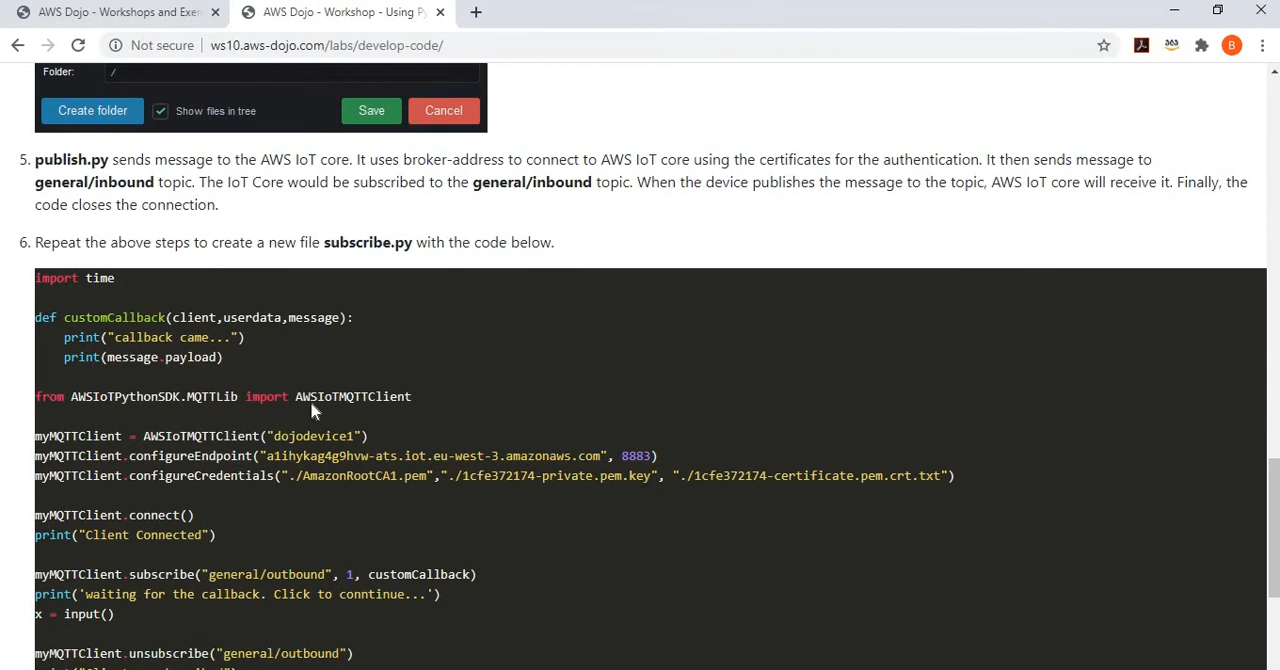 AWS Dojo - Workshops and Exer
AWS Dojo - Workshop - Using Py
Not secure | ws10.aws-dojo.com/labs/develop-code/
B
Folder: /
Create folder Show files in tree Save Cancel
5. publish.py sends message to the AWS IoT core. It uses broker-address to connect to AWS IoT core using the certificates for the authentication. It then sends message to
general/inbound topic. The IoT Core would be subscribed to the general/inbound topic. When the device publishes the message to the topic, AWS IoT core will receive it. Finally, the
code closes the connection.
6. Repeat the above steps to create a new file subscribe.py with the code below.
import time
def customCallback(client,userdata,message):
print("callback came...")
print(message.payload)
from AWSIoTPythonSDK.MQTTLib import AWSIoTMQTTClient
myMQTTClient = AWSIoTMQTTClient("dojodevice1")
myMQTTClient.configureEndpoint("a1ihykag4g9hvw-ats.iot.eu-west-3.amazonaws.com", 8883)
myMQTTClient.configureCredentials("./AmazonRootCA1.pem","./1cfe372174-private.pem.key", "./1cfe372174-certificate.pem.crt.txt")
myMQTTClient.connect()
print("Client Connected")
myMQTTClient.subscribe("general/outbound", 1, customCallback)
print('waiting for the callback. Click to conntinue...')
x = input()
myMQTTClient.unsubscribe("general/outbound")